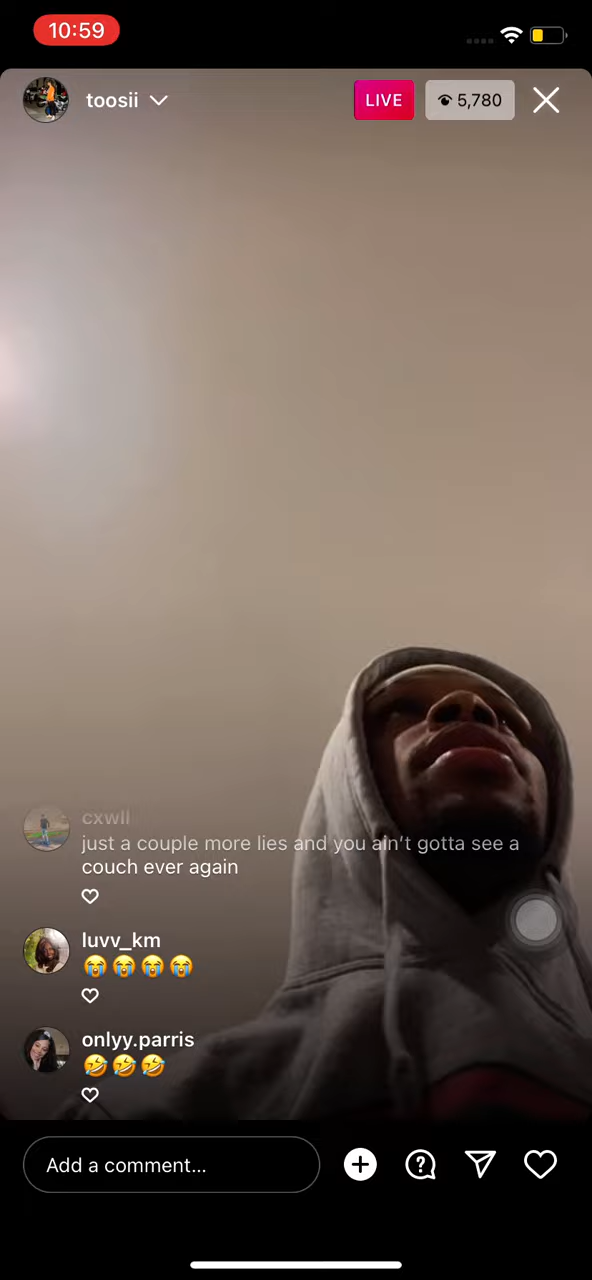 10:59
toosii
LIVE
5,780
cxwll
just a couple more lies and you ain't gotta see a
couch ever again
luvv_km
😭😭😭😭
onlyy.parris
🤣🤣🤣
Add a comment...